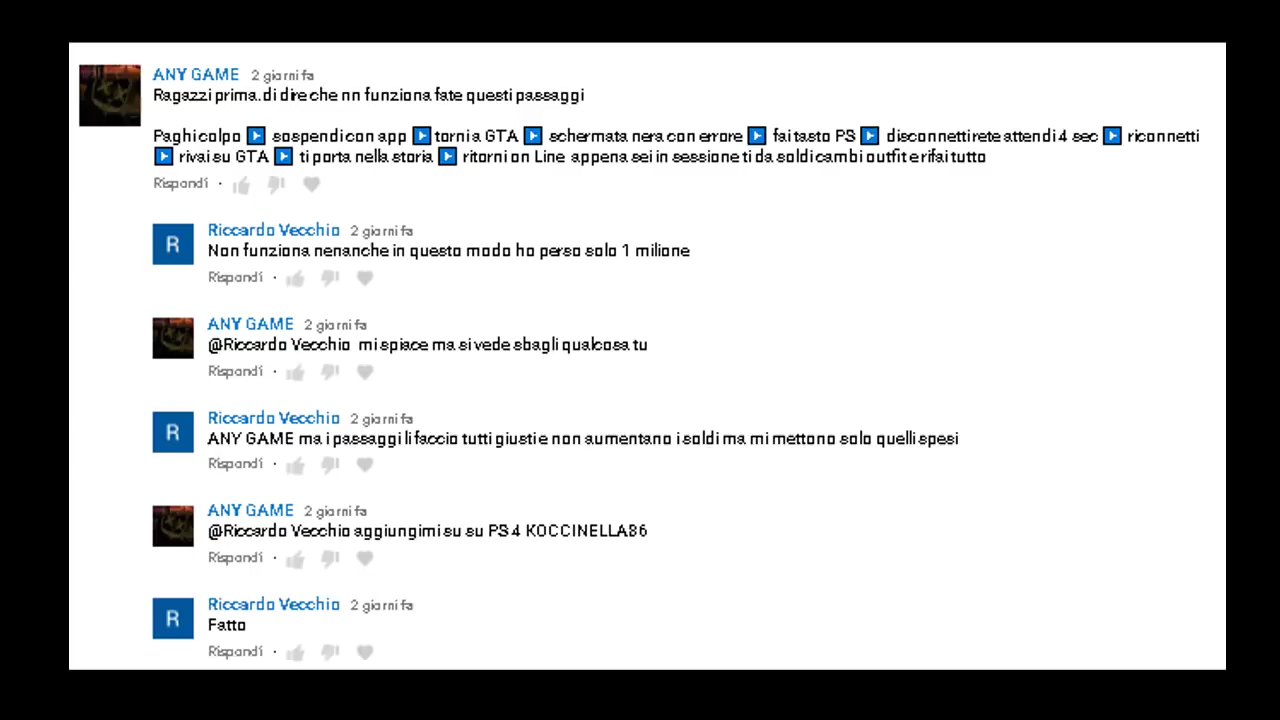 ANY GAME 2 giorni fa
Ragazzi prima.di dire che nn funziona fate questi passaggi
Paghi colpo ▶ sospendi con app ▶ torni a GTA ▶ schermata nera con errore ▶ fai tasto PS ▶ disconnetti rete attendi 4 sec ▶ riconnetti
▶ rivai su GTA ▶ ti porta nella storia ▶ ritorni on Line appena sei in sessione ti da soldi cambi outfit e rifai tutto
Rispondi ·
R
Riccardo Vecchio 2 giorni fa
Non funziona nenanche in questo modo ho perso solo 1 milione
Rispondi ·
ANY GAME 2 giorni fa
@Riccardo Vecchio mi spiace ma si vede sbagli qualcosa tu
Rispondi ·
R
Riccardo Vecchio 2 giorni fa
ANY GAME ma i passaggi li faccio tutti giusti e non aumentano i soldi ma mi mettono solo quelli spesi
Rispondi ·
ANY GAME 2 giorni fa
@Riccardo Vecchio aggiungimi su su PS4 KOCCINELLA86
Rispondi ·
R
Riccardo Vecchio 2 giorni fa
Fatto
Rispondi ·